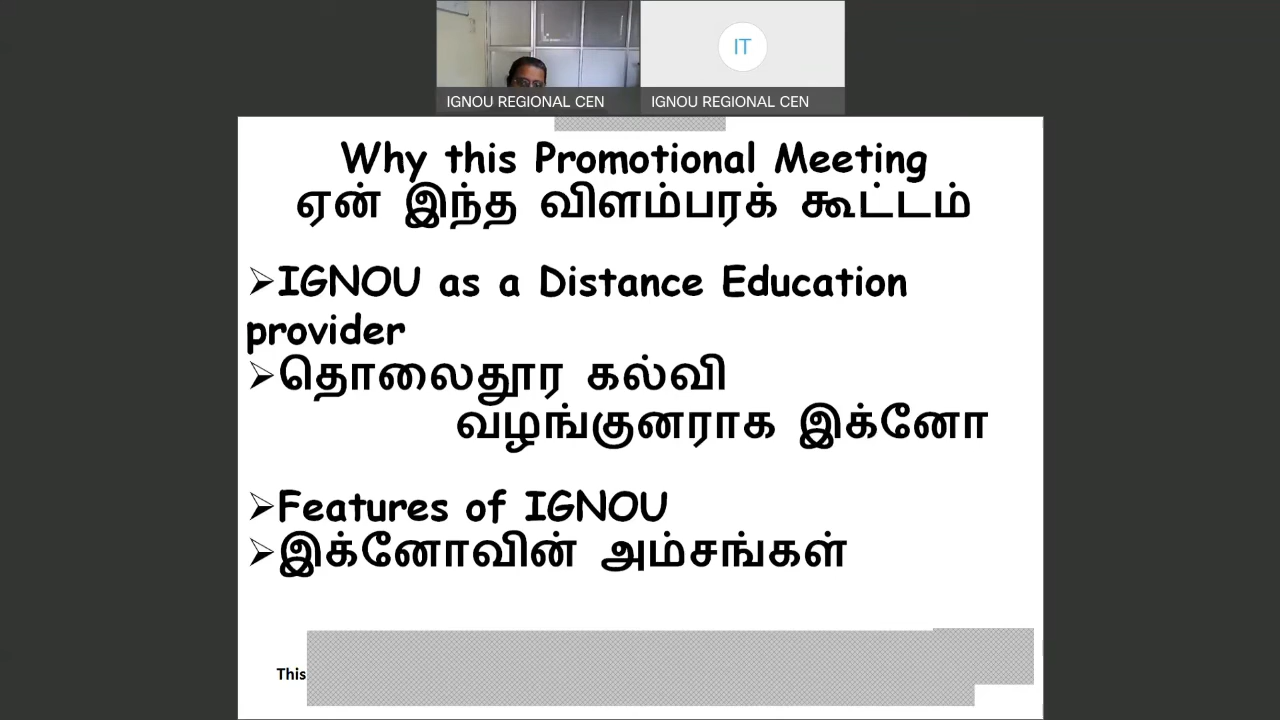 IT
IGNOU REGIONAL CEN
IGNOU REGIONAL CEN
Why this Promotional Meeting
ஏன் இந்த விளம்பரக் கூட்டம்
➢IGNOU as a Distance Education
provider
➢தொலைதூர கல்வி
வழங்குனராக இக்னோ
➢Features of IGNOU
➢இக்னோவின் அம்சங்கள்
This